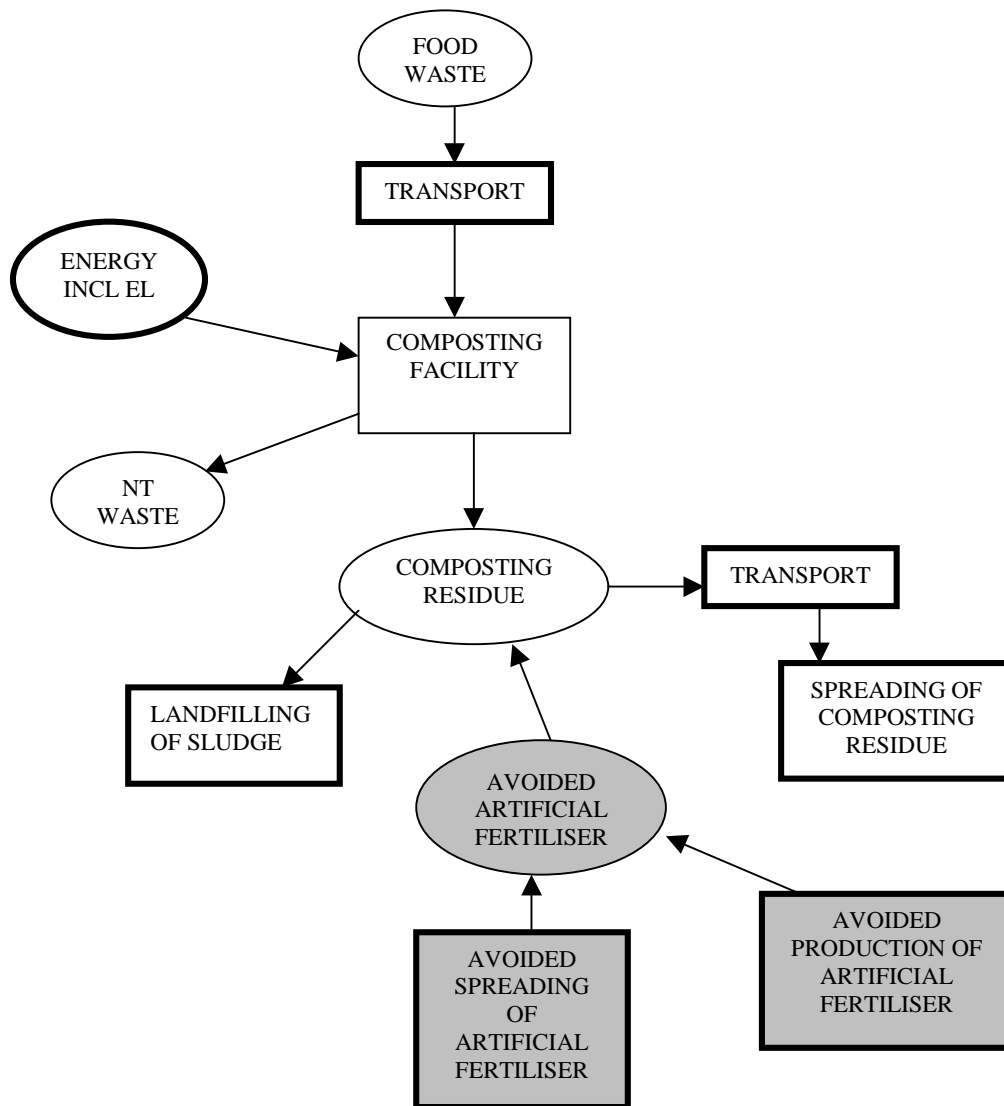 FOOD
WASTE
TRANSPORT
ENERGY
INCL EL
COMPOSTING
FACILITY
NT
WASTE
COMPOSTING
RESIDUE
TRANSPORT
LANDFILLING
OF SLUDGE
SPREADING OF
COMPOSTING
RESIDUE
AVOIDED
ARTIFICIAL
FERTILISER
AVOIDED
SPREADING
OF
ARTIFICIAL
FERTILISER
AVOIDED
PRODUCTION OF
ARTIFICIAL
FERTILISER